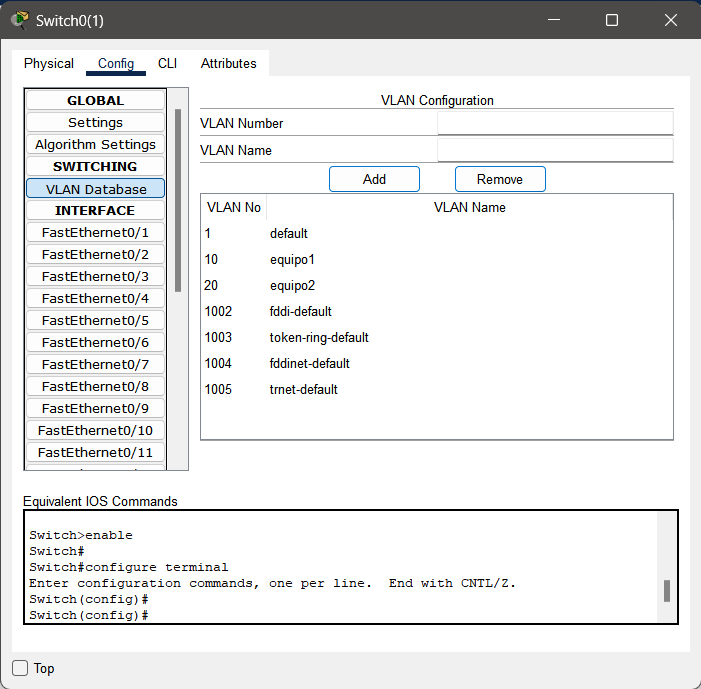 Switch0(1)
Physical Config CLI Attributes
GLOBAL
Settings
Algorithm Settings
SWITCHING
VLAN Database
INTERFACE
FastEthernet0/1
FastEthernet0/2
FastEthernet0/3
FastEthernet0/4
FastEthernet0/5
FastEthernet0/6
FastEthernet0/7
FastEthernet0/8
FastEthernet0/9
FastEthernet0/10
FastEthernet0/11
VLAN Configuration
VLAN Number
VLAN Name
Add Remove
VLAN No VLAN Name
1 default
10 equipo1
20 equipo2
1002 fddi-default
1003 token-ring-default
1004 fddinet-default
1005 trnet-default
Equivalent IOS Commands
Switch>enable
Switch#
Switch#configure terminal
Enter configuration commands, one per line.  End with CNTL/Z.
Switch(config)#
Switch(config)#
Top